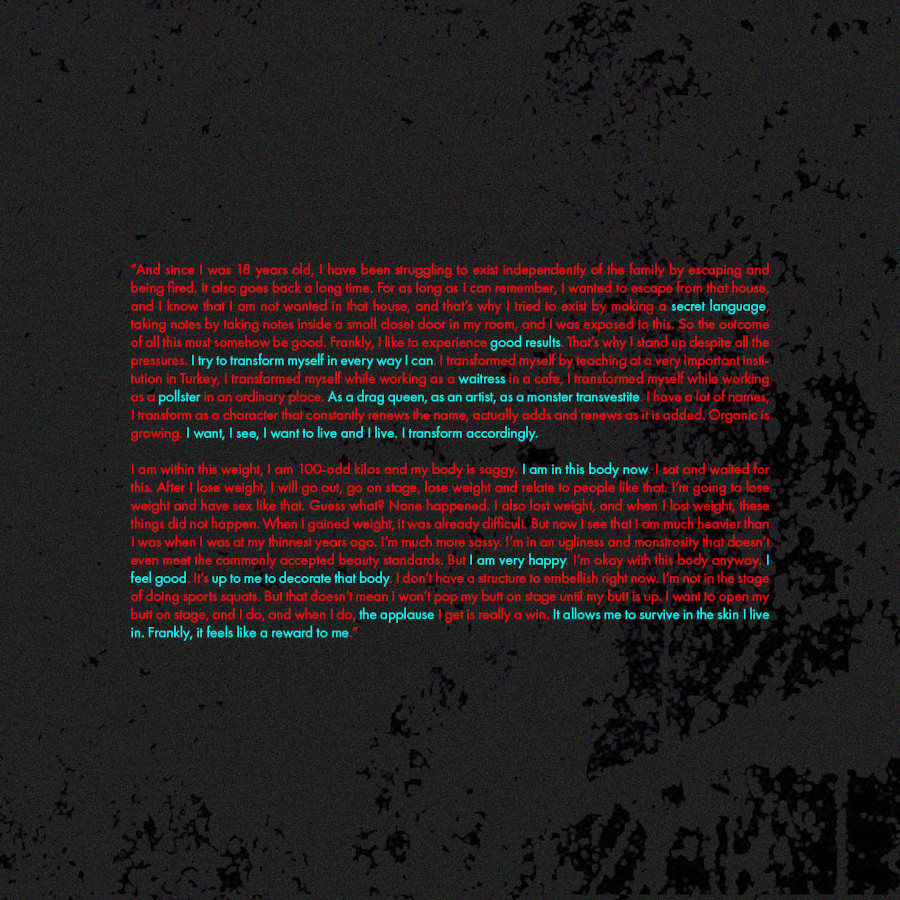 "And since I was 18 years old, I have been struggling to exist independently of the family by escaping and
being fired. It also goes back a long time. For as long as I can remember, I wanted to escape from that house,
and I know that I am not wanted in that house, and that's why I tried to exist by making a secret language,
taking notes by taking notes inside a small closet door in my room, and I was exposed to this. So the outcome
of all this must somehow be good. Frankly, I like to experience good results. That's why I stand up despite all the
pressures. I try to transform myself in every way I can. I transformed myself by teaching at a very important insti-
tution in Turkey, I transformed myself while working as a waitress in a cafe, I transformed myself while working
as a pollster in an ordinary place. As a drag queen, as an artist, as a monster transvestite. I have a lot of names,
I transform as a character that constantly renews the name, actually adds and renews as it is added. Organic is
growing. I want, I see, I want to live and I live. I transform accordingly.
I am within this weight, I am 100-odd kilos and my body is saggy. I am in this body now. I sat and waited for
this. After I lose weight, I will go out, go on stage, lose weight and relate to people like that. I'm going to lose
weight and have sex like that. Guess what? None happened. I also lost weight, and when I lost weight, these
things did not happen. When I gained weight, it was already difficult. But now I see that I am much heavier than
I was when I was at my thinnest years ago. I'm much more sassy. I'm in an ugliness and monstrosity that doesn't
even meet the commonly accepted beauty standards. But I am very happy. I'm okay with this body anyway. I
feel good. It's up to me to decorate that body. I don't have a structure to embellish right now. I'm not in the stage
of doing sports squats. But that doesn't mean I won't pop my butt on stage until my butt is up. I want to open my
butt on stage, and I do, and when I do, the applause I get is really a win. It allows me to survive in the skin I live
in. Frankly, it feels like a reward to me."